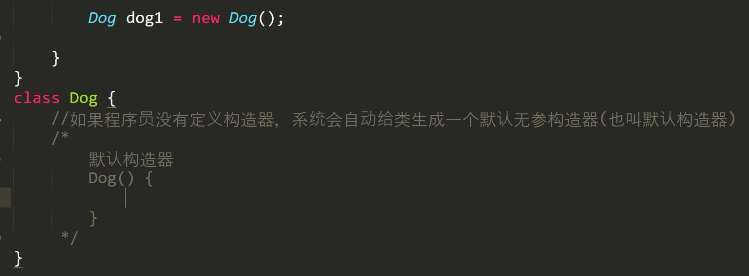 Dog dog1 = new Dog();
}
}
class Dog {
//如果程序员没有定义构造器，系统会自动给类生成一个默认无参构造器(也叫默认构造器)
/*
默认构造器
Dog() {
}
*/
}